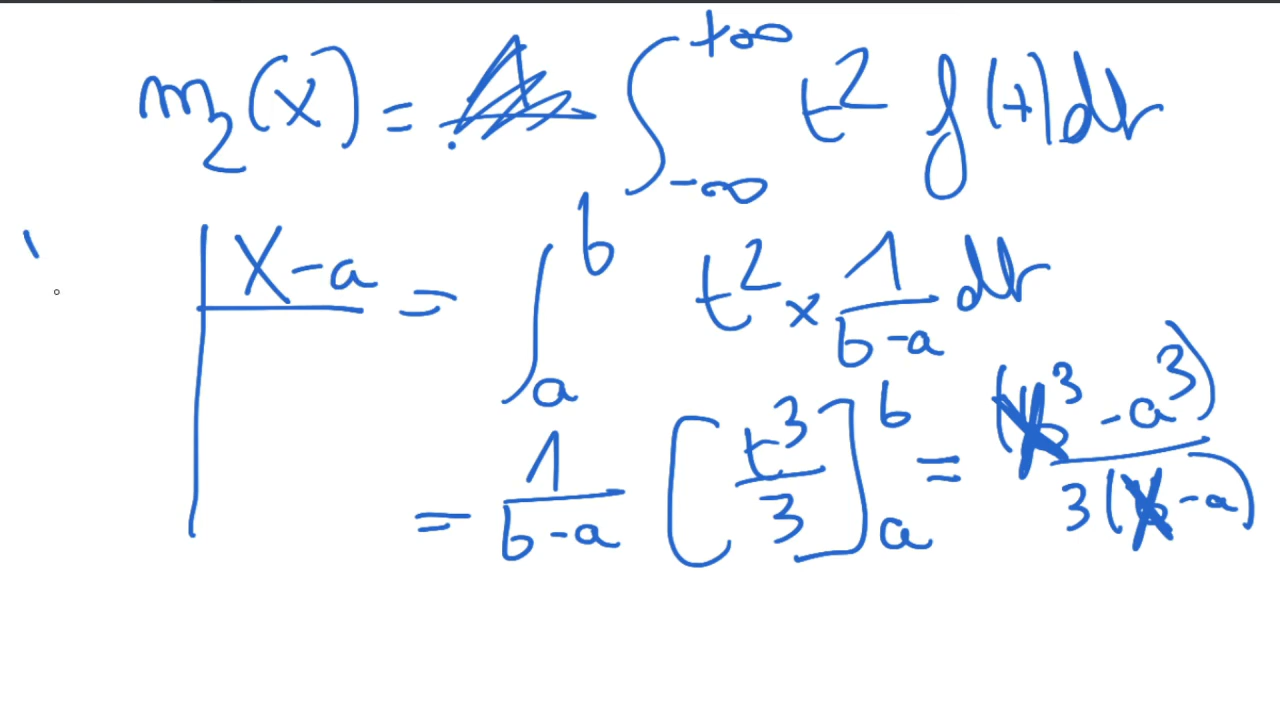 m₂(X) = ∫_{-∞}^{+∞} t² f(t)dt
X-a = ∫_a^b t² × 1/(b-a) dt
= 1/(b-a) [t³/3]_a^b = (b³-a³)/3(b-a)